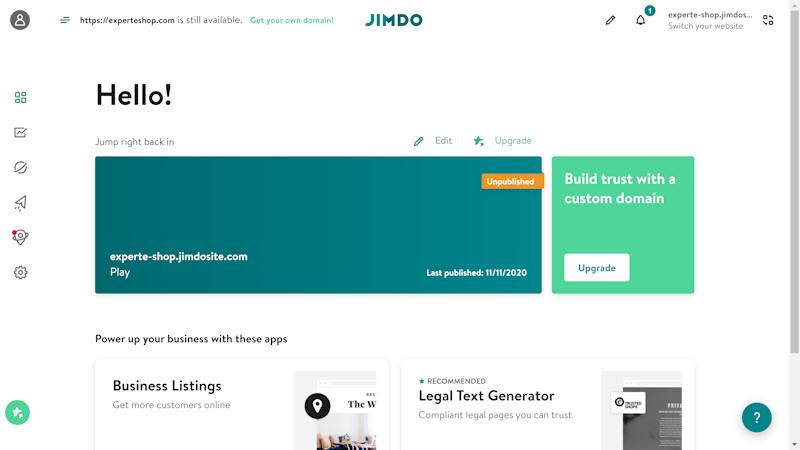 https://experteshop.com is still available. Get your own domain!
JIMDO
1
experte-shop.jimdos...
Switch your website
Hello!
Jump right back in
Edit
Upgrade
Unpublished
experte-shop.jimdosite.com
Play
Last published: 11/11/2020
Build trust with a
custom domain
Upgrade
Power up your business with these apps
Business Listings
Get more customers online
The W
RECOMMENDED
Legal Text Generator
Compliant legal pages you can trust
TRUSTED
SHOPS
PRIVA
?